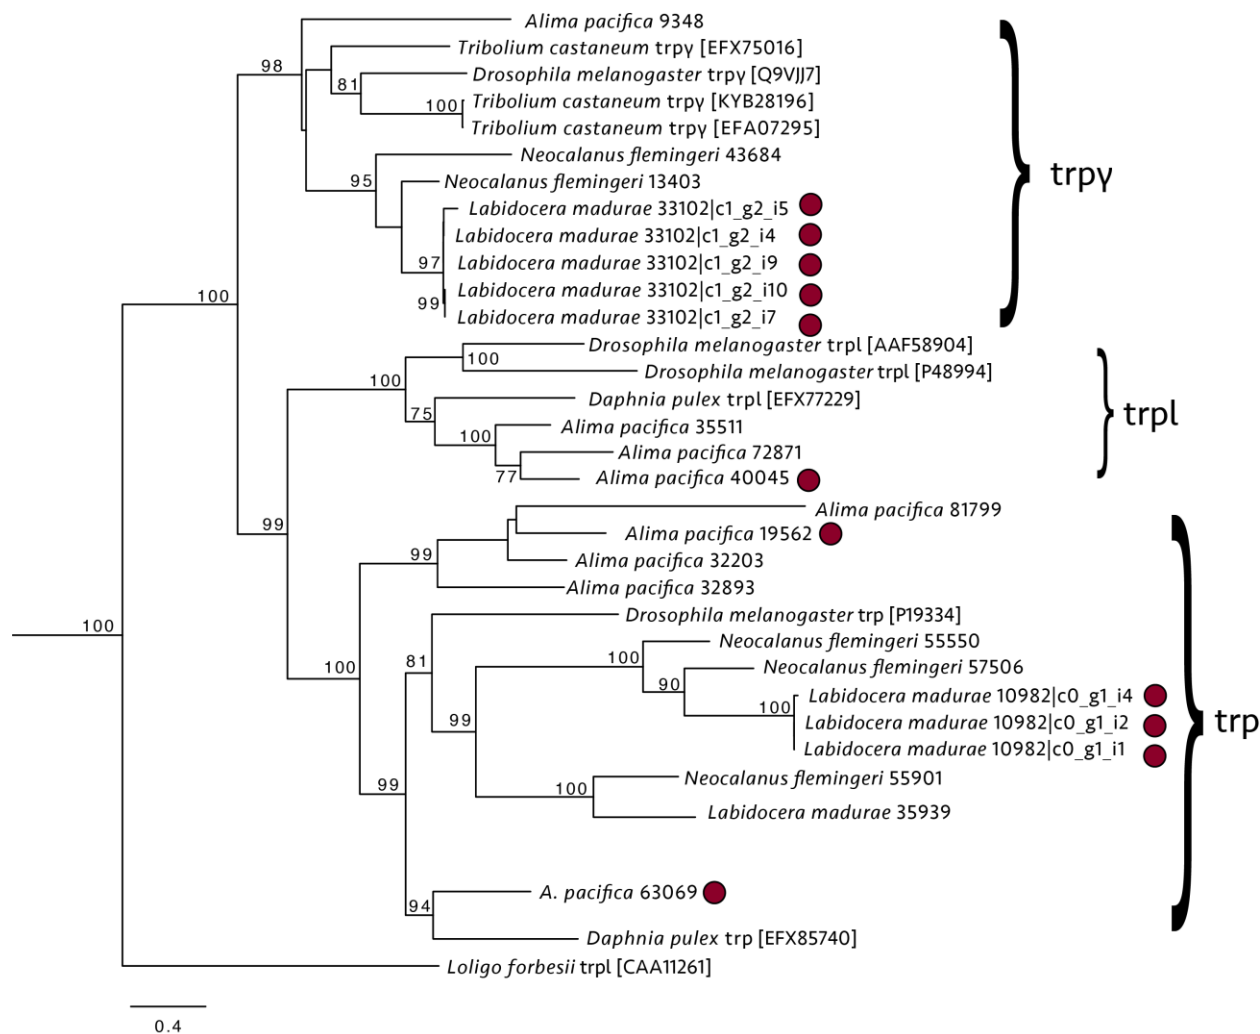 Alima pacifica 9348
98
Tribolium castaneum trpγ [EFX75016]
Drosophila melanogaster trpγ [Q9VJJ7]
81
Tribolium castaneum trpγ [KYB28196]
100
Tribolium castaneum trpγ [EFA07295]
Neocalanus flemingeri 43684
trpγ
95
Neocalanus flemingeri 13403
Labidocera madurae 33102|c1_g2_i5
Labidocera madurae 33102|c1_g2_i4
97
Labidocera madurae 33102|c1_g2_i9
Labidocera madurae 33102|c1_g2_i10
100
99
Labidocera madurae 33102|c1_g2_i7
Drosophila melanogaster trpl [AAF58904]
100
Drosophila melanogaster trpl [P48994]
100
Daphnia pulex trpl [EFX77229]
75
trpl
Alima pacifica 35511
100
Alima pacifica 72871
77
Alima pacifica 40045
Alima pacifica 81799
99
Alima pacifica 19562
99
Alima pacifica 32203
Alima pacifica 32893
Drosophila melanogaster trp [P19334]
100
Neocalanus flemingeri 55550
100
81
100
Neocalanus flemingeri 57506
90
Labidocera madurae 10982|c0_g1_i4
100
99
Labidocera madurae 10982|c0_g1_i2
trp
Labidocera madurae 10982|c0_g1_i1
Neocalanus flemingeri 55901
99
100
Labidocera madurae 35939
A. pacifica 63069
94
Daphnia pulex trp [EFX85740]
Loligo forbesii trpl [CAA11261]
0.4